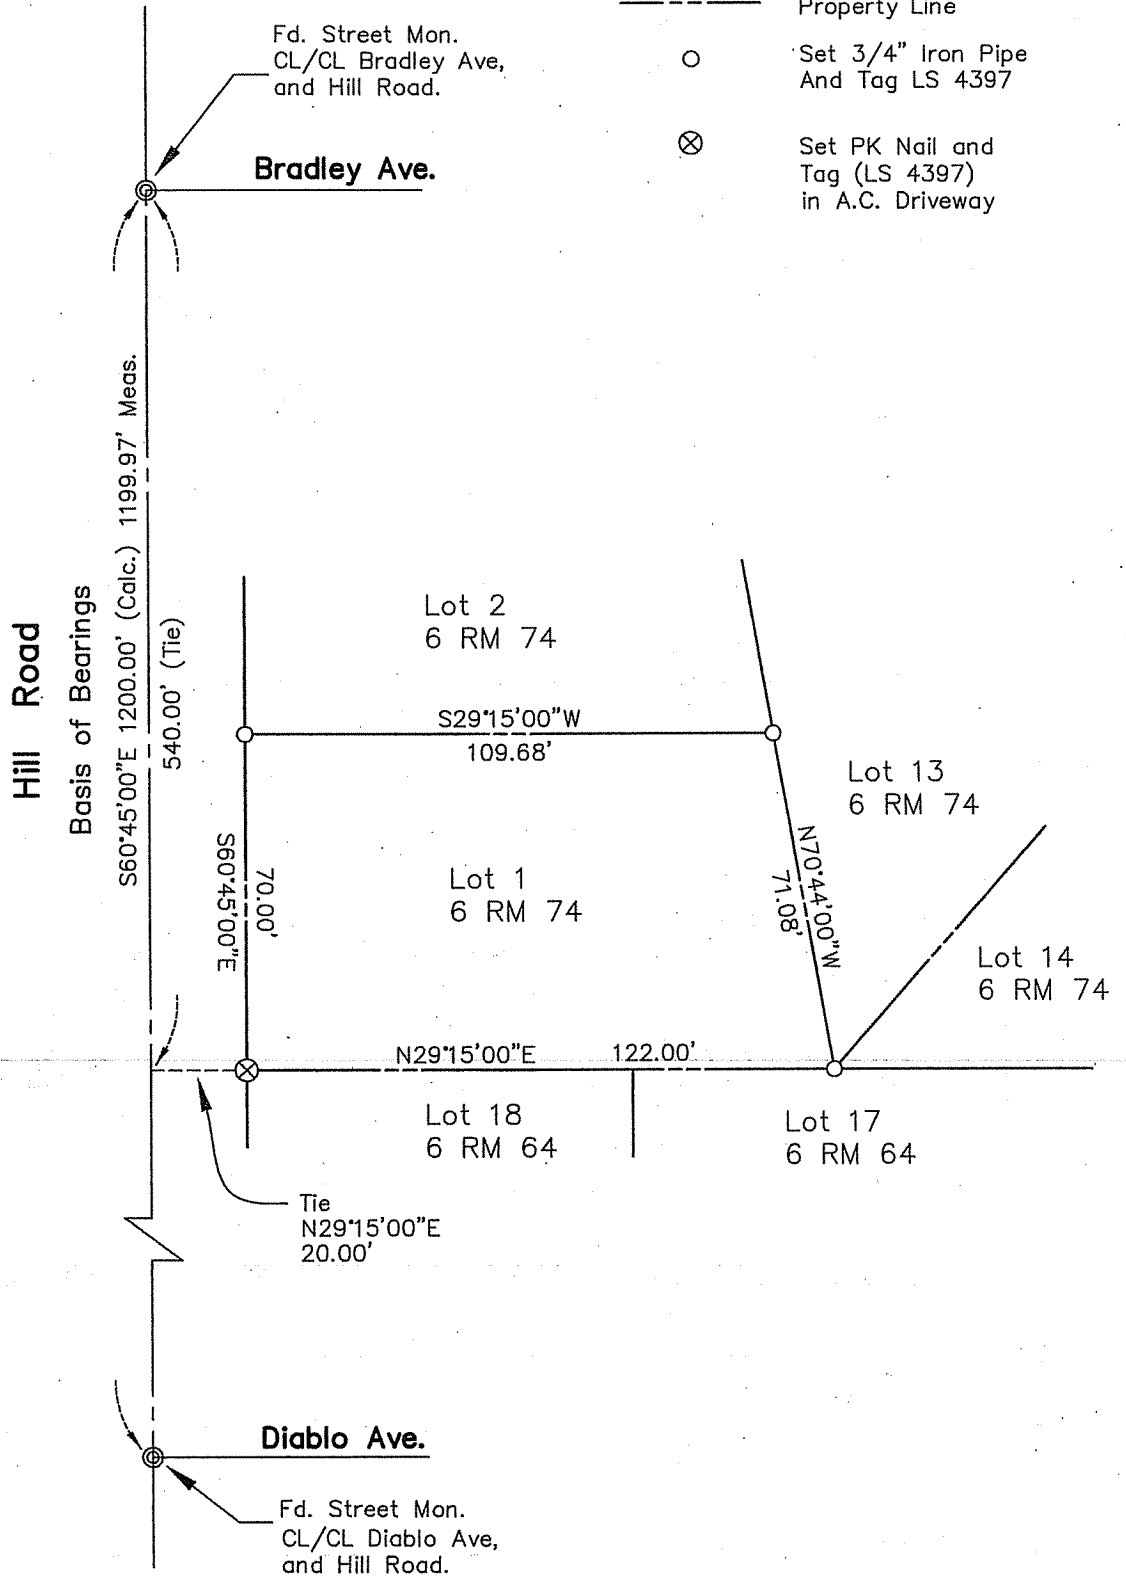 Property Line
Fd. Street Mon.
CL/CL Bradley Ave,
and Hill Road.
Set 3/4" Iron Pipe
And Tag LS 4397
Set PK Nail and
Tag (LS 4397)
in A.C. Driveway
Bradley Ave.
Hill Road
Basis of Bearings
S60°45'00"E 1200.00' (Calc.) 1199.97' Meas.
540.00' (Tie)
Lot 2
6 RM 74
S29°15'00"W
109.68'
Lot 13
6 RM 74
S60°45'00"E
70.00'
Lot 1
6 RM 74
N70°44'00"W
71.08'
Lot 14
6 RM 74
N29°15'00"E 122.00'
Lot 18
6 RM 64
Lot 17
6 RM 64
Tie
N29°15'00"E
20.00'
Diablo Ave.
Fd. Street Mon.
CL/CL Diablo Ave,
and Hill Road.